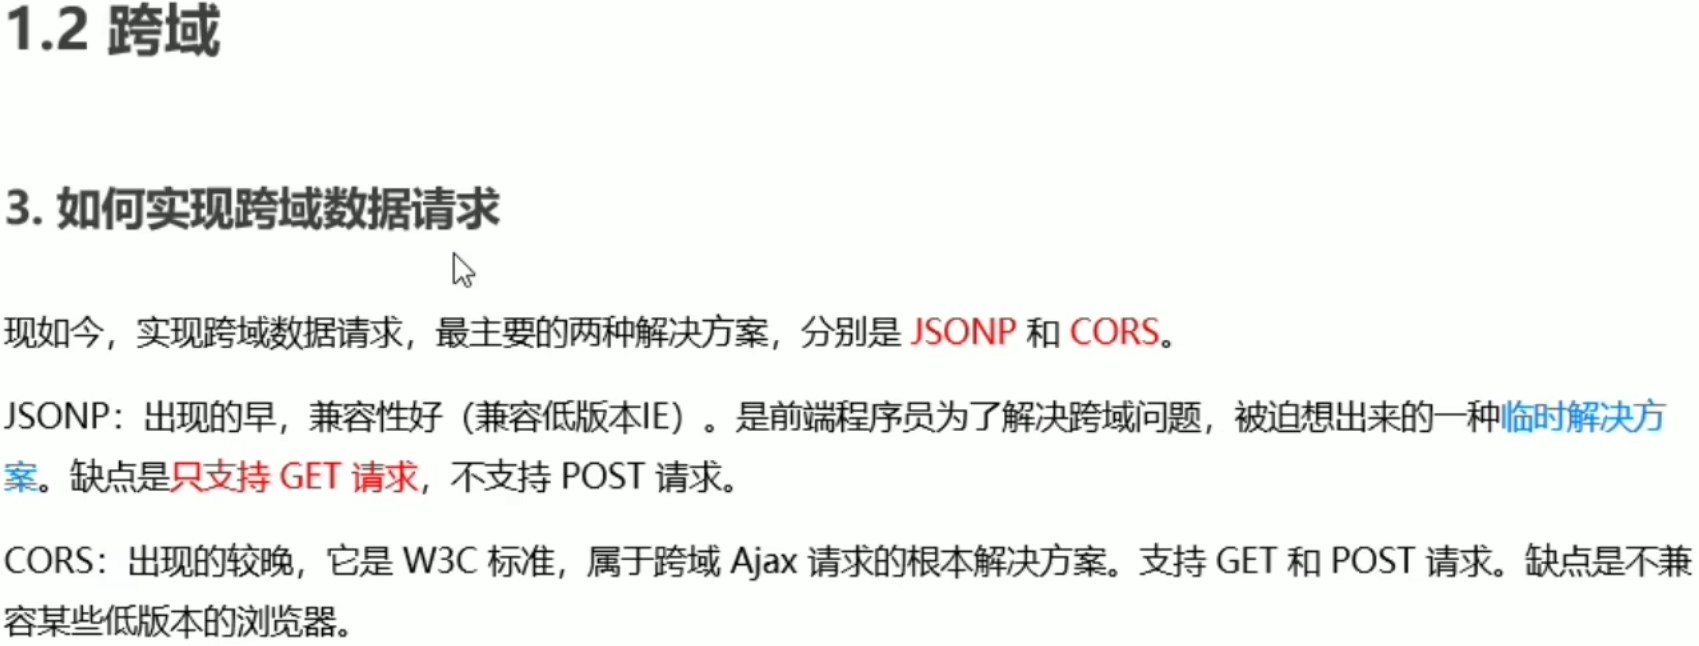 1.2 跨域
3. 如何实现跨域数据请求
现如今，实现跨域数据请求，最主要的两种解决方案，分别是 JSONP 和 CORS。
JSONP：出现的早，兼容性好（兼容低版本IE）。是前端程序员为了解决跨域问题，被迫想出来的一种临时解决方
案。缺点是只支持 GET 请求，不支持 POST 请求。
CORS：出现的较晚，它是 W3C 标准，属于跨域 Ajax 请求的根本解决方案。支持 GET 和 POST 请求。缺点是不兼
容某些低版本的浏览器。